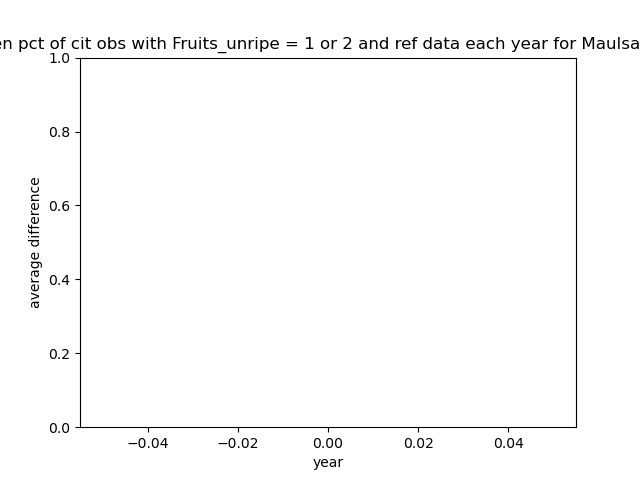 en pct of cit obs with Fruits_unripe = 1 or 2 and ref data each year for Maulsa
1.0
0.8
0.6
0.4
0.2
0.0
average difference
−0.04 −0.02 0.00 0.02 0.04
year